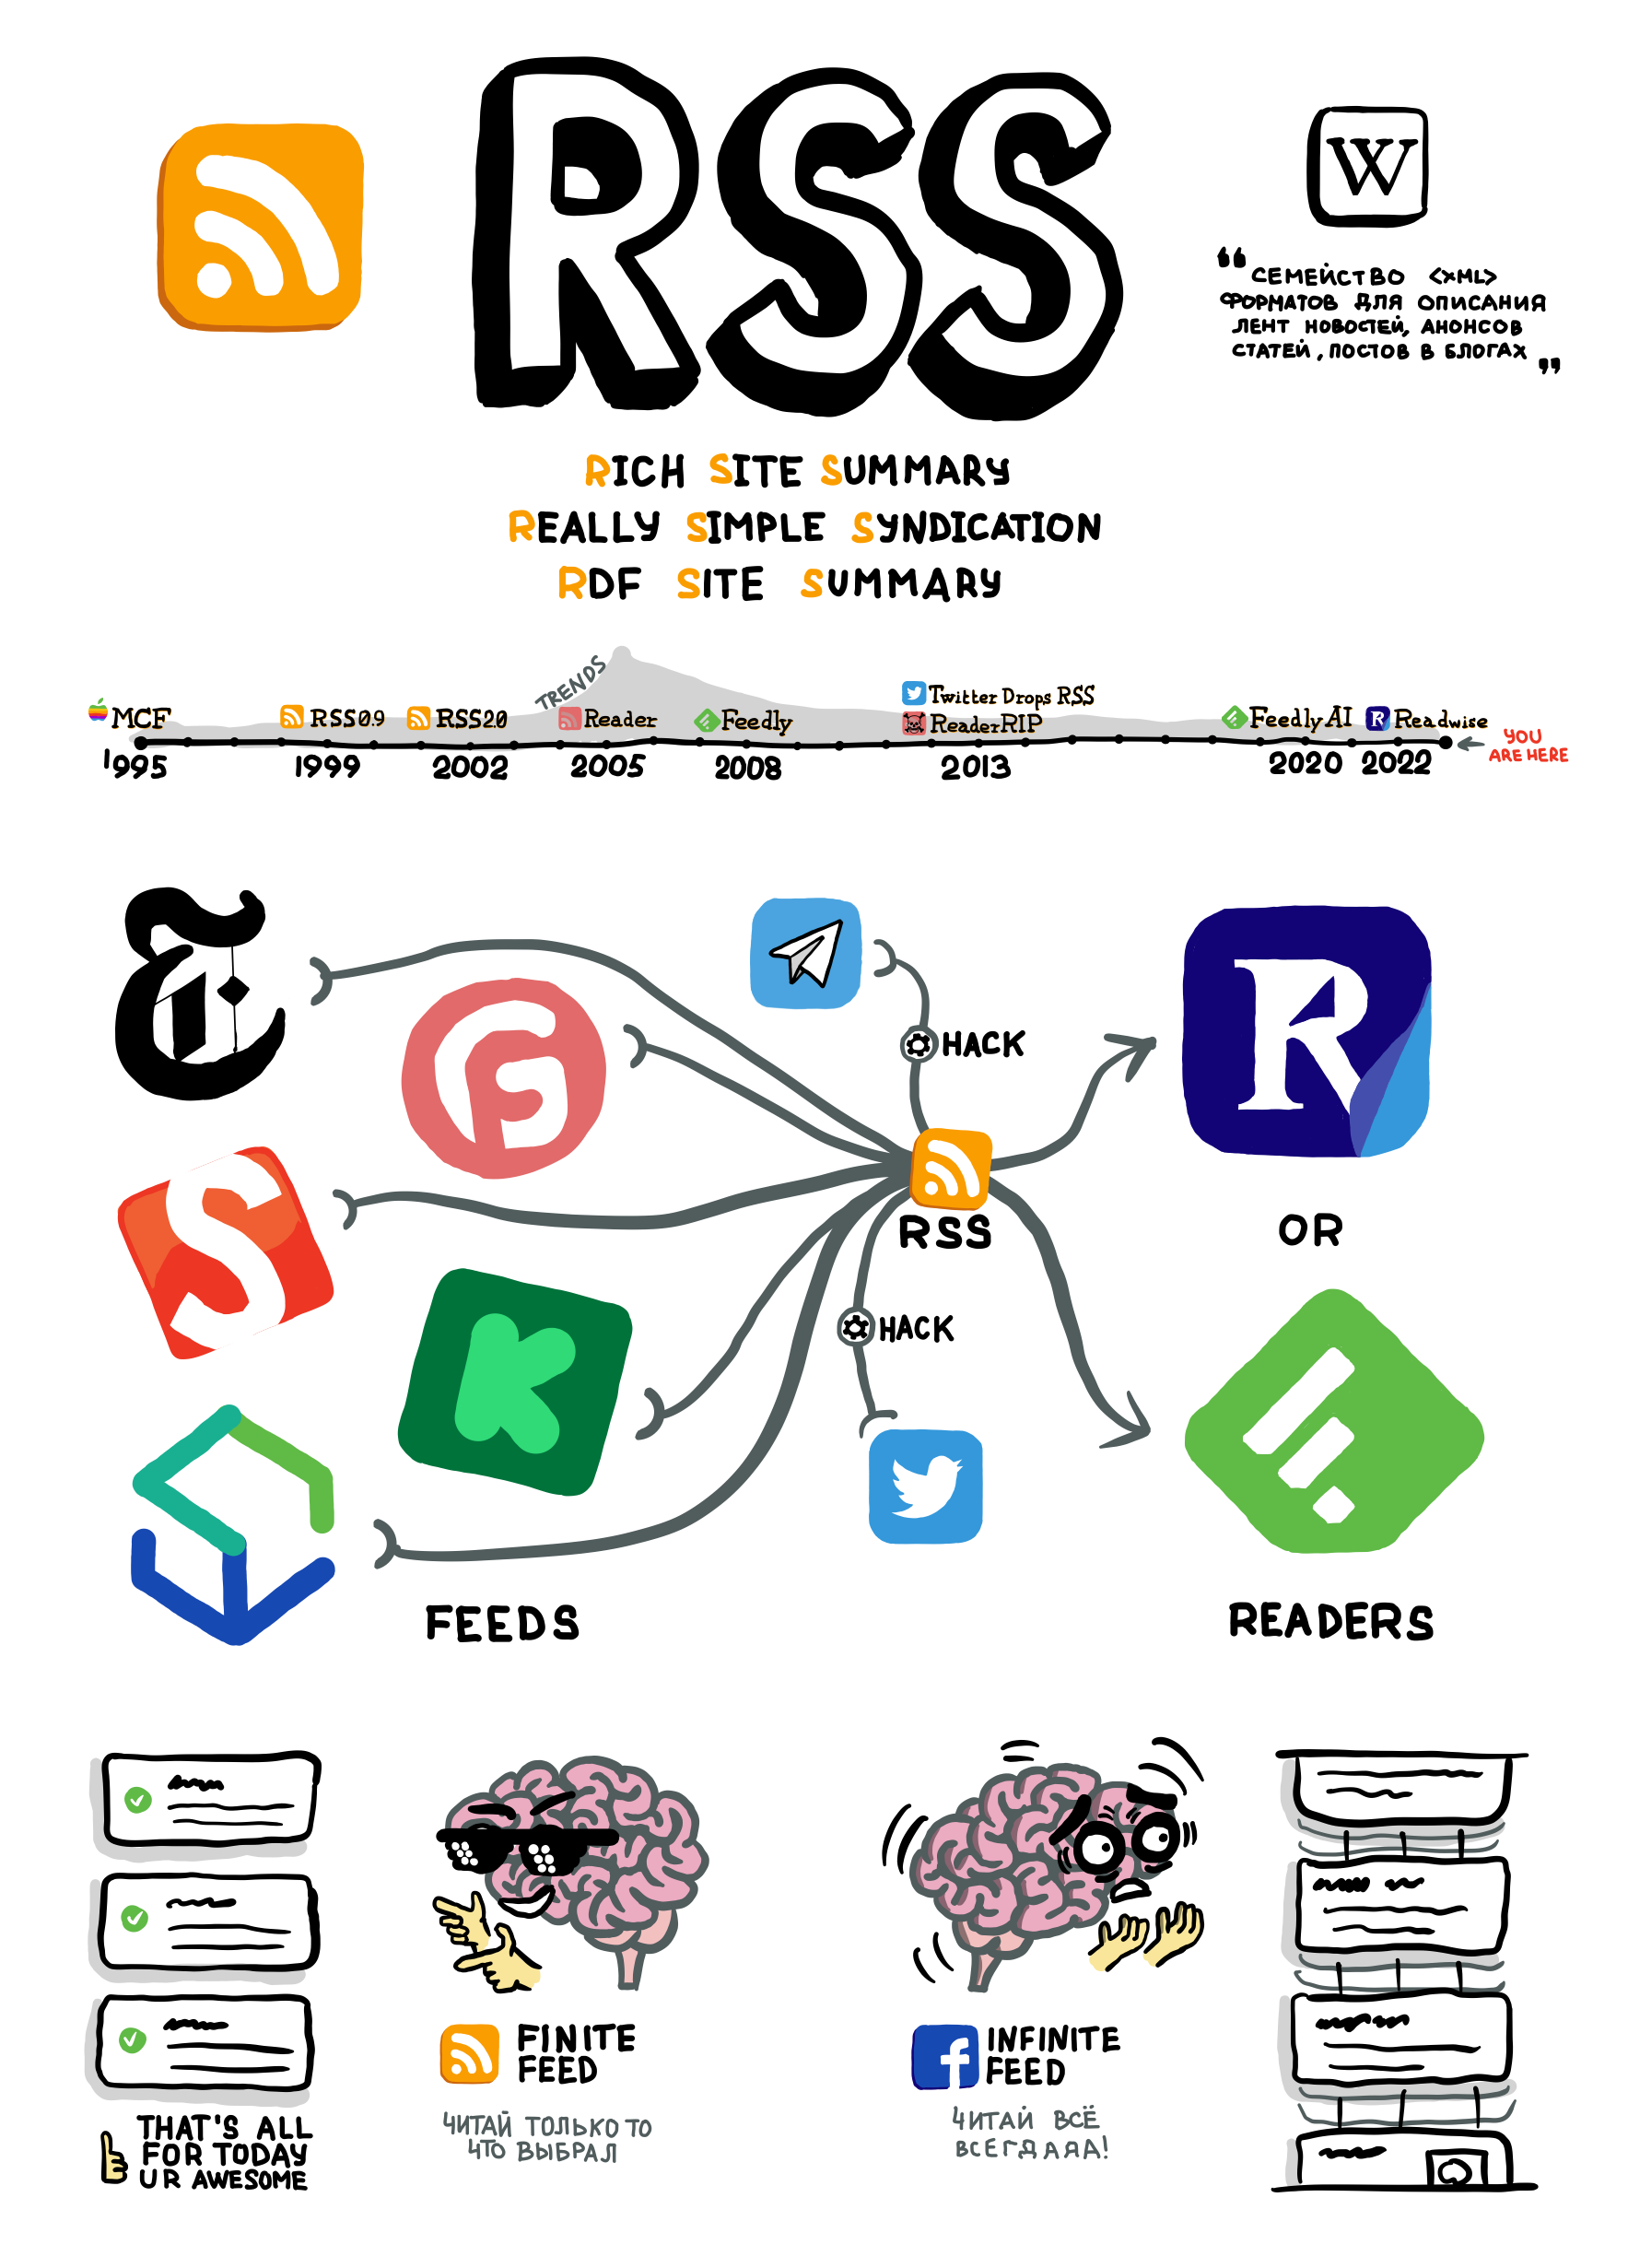 RSS
W
“ СЕМЕЙСТВО <XML>
ФОРМАТОВ ДЛЯ ОПИСАНИЯ
ЛЕНТ НОВОСТЕЙ, АНОНСОВ
СТАТЕЙ, ПОСТОВ В БЛОГАХ „
RICH SITE SUMMARY
REALLY SIMPLE SYNDICATION
RDF SITE SUMMARY
TRENDS
MCF
RSS0.9
RSS2.0
Reader
Feedly
Twitter Drops RSS
ReaderRIP
Feedly AI
Readwise
YOU
ARE HERE
1995 1999 2002 2005 2008 2013 2020 2022
HACK
RSS
HACK
R
OR
S
K
FEEDS
READERS
FINITE
FEED
ЧИТАЙ ТОЛЬКО ТО
ЧТО ВЫБРАЛ
f
INFINITE
FEED
ЧИТАЙ ВСЁ
ВСЕГДАЯА!
THAT'S ALL
FOR TODAY
UR AWESOME